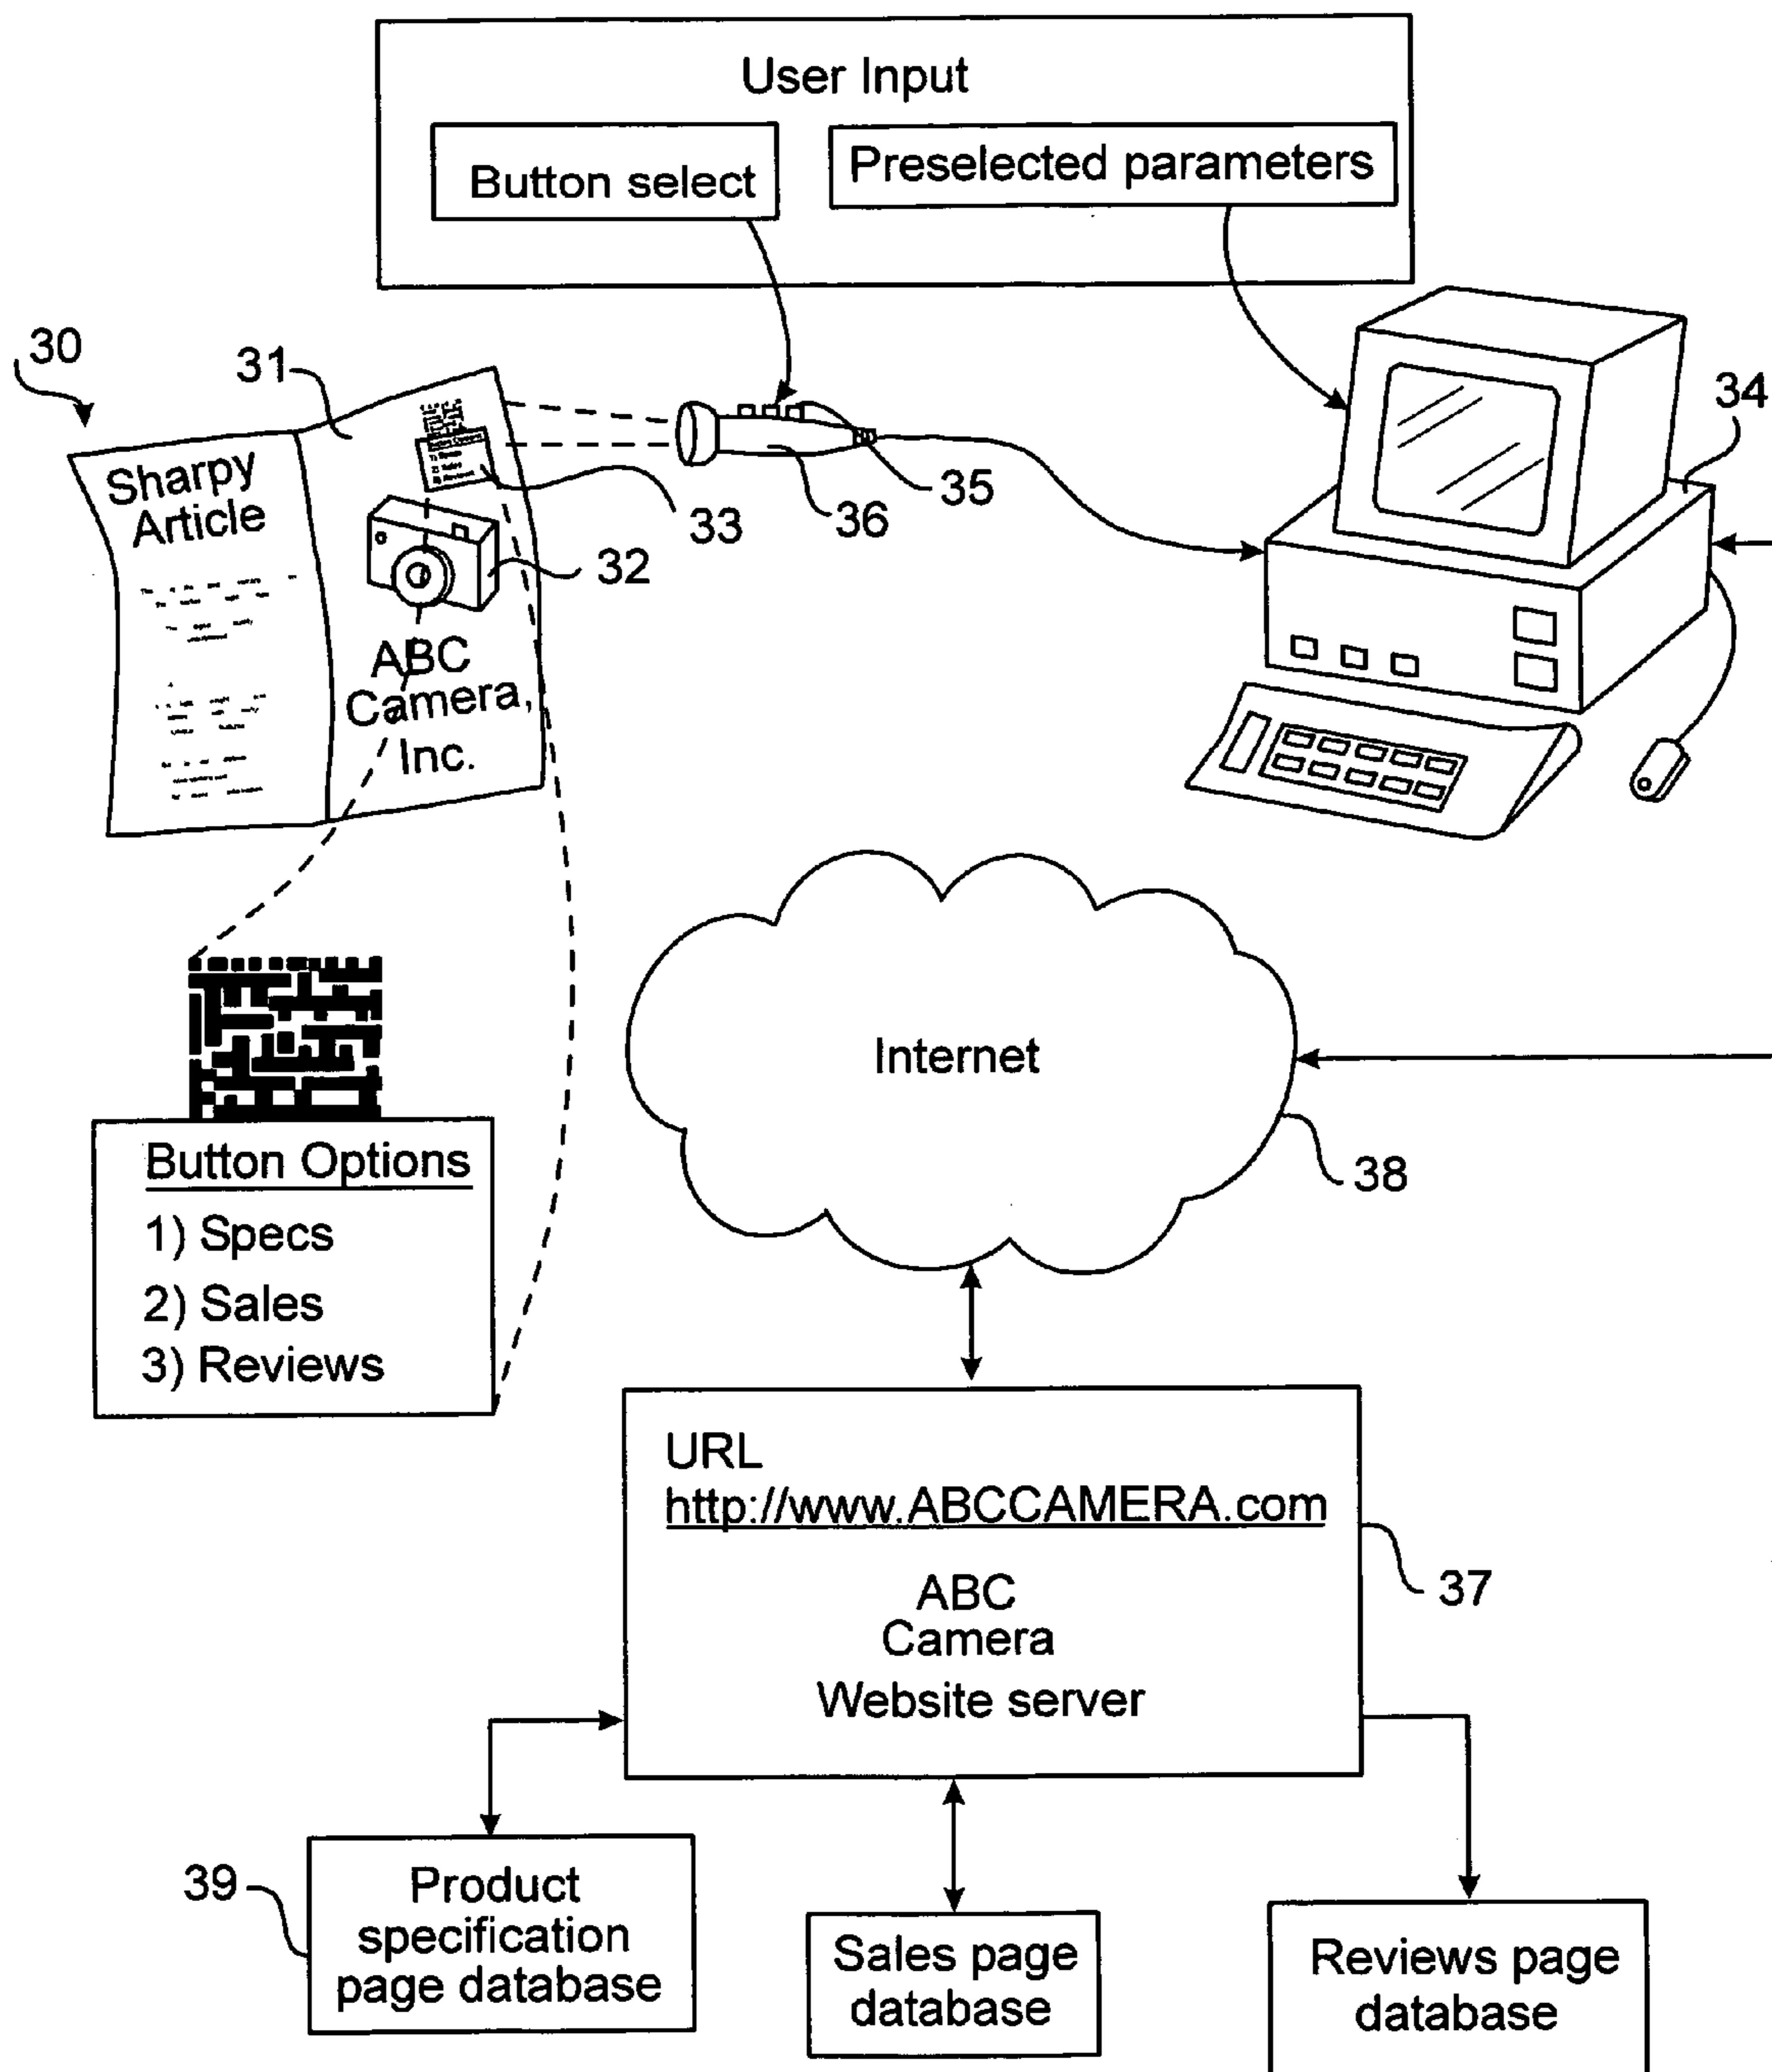 User Input
Button select
Preselected parameters
30
31
34
Sharpy
Article
35
36
33
32
ABC
Camera,
Inc.
Internet
38
Button Options
1) Specs
2) Sales
3) Reviews
URL
http://www.ABCCAMERA.com
37
ABC
Camera
Website server
39
Product
specification
page database
Sales page
database
Reviews page
database